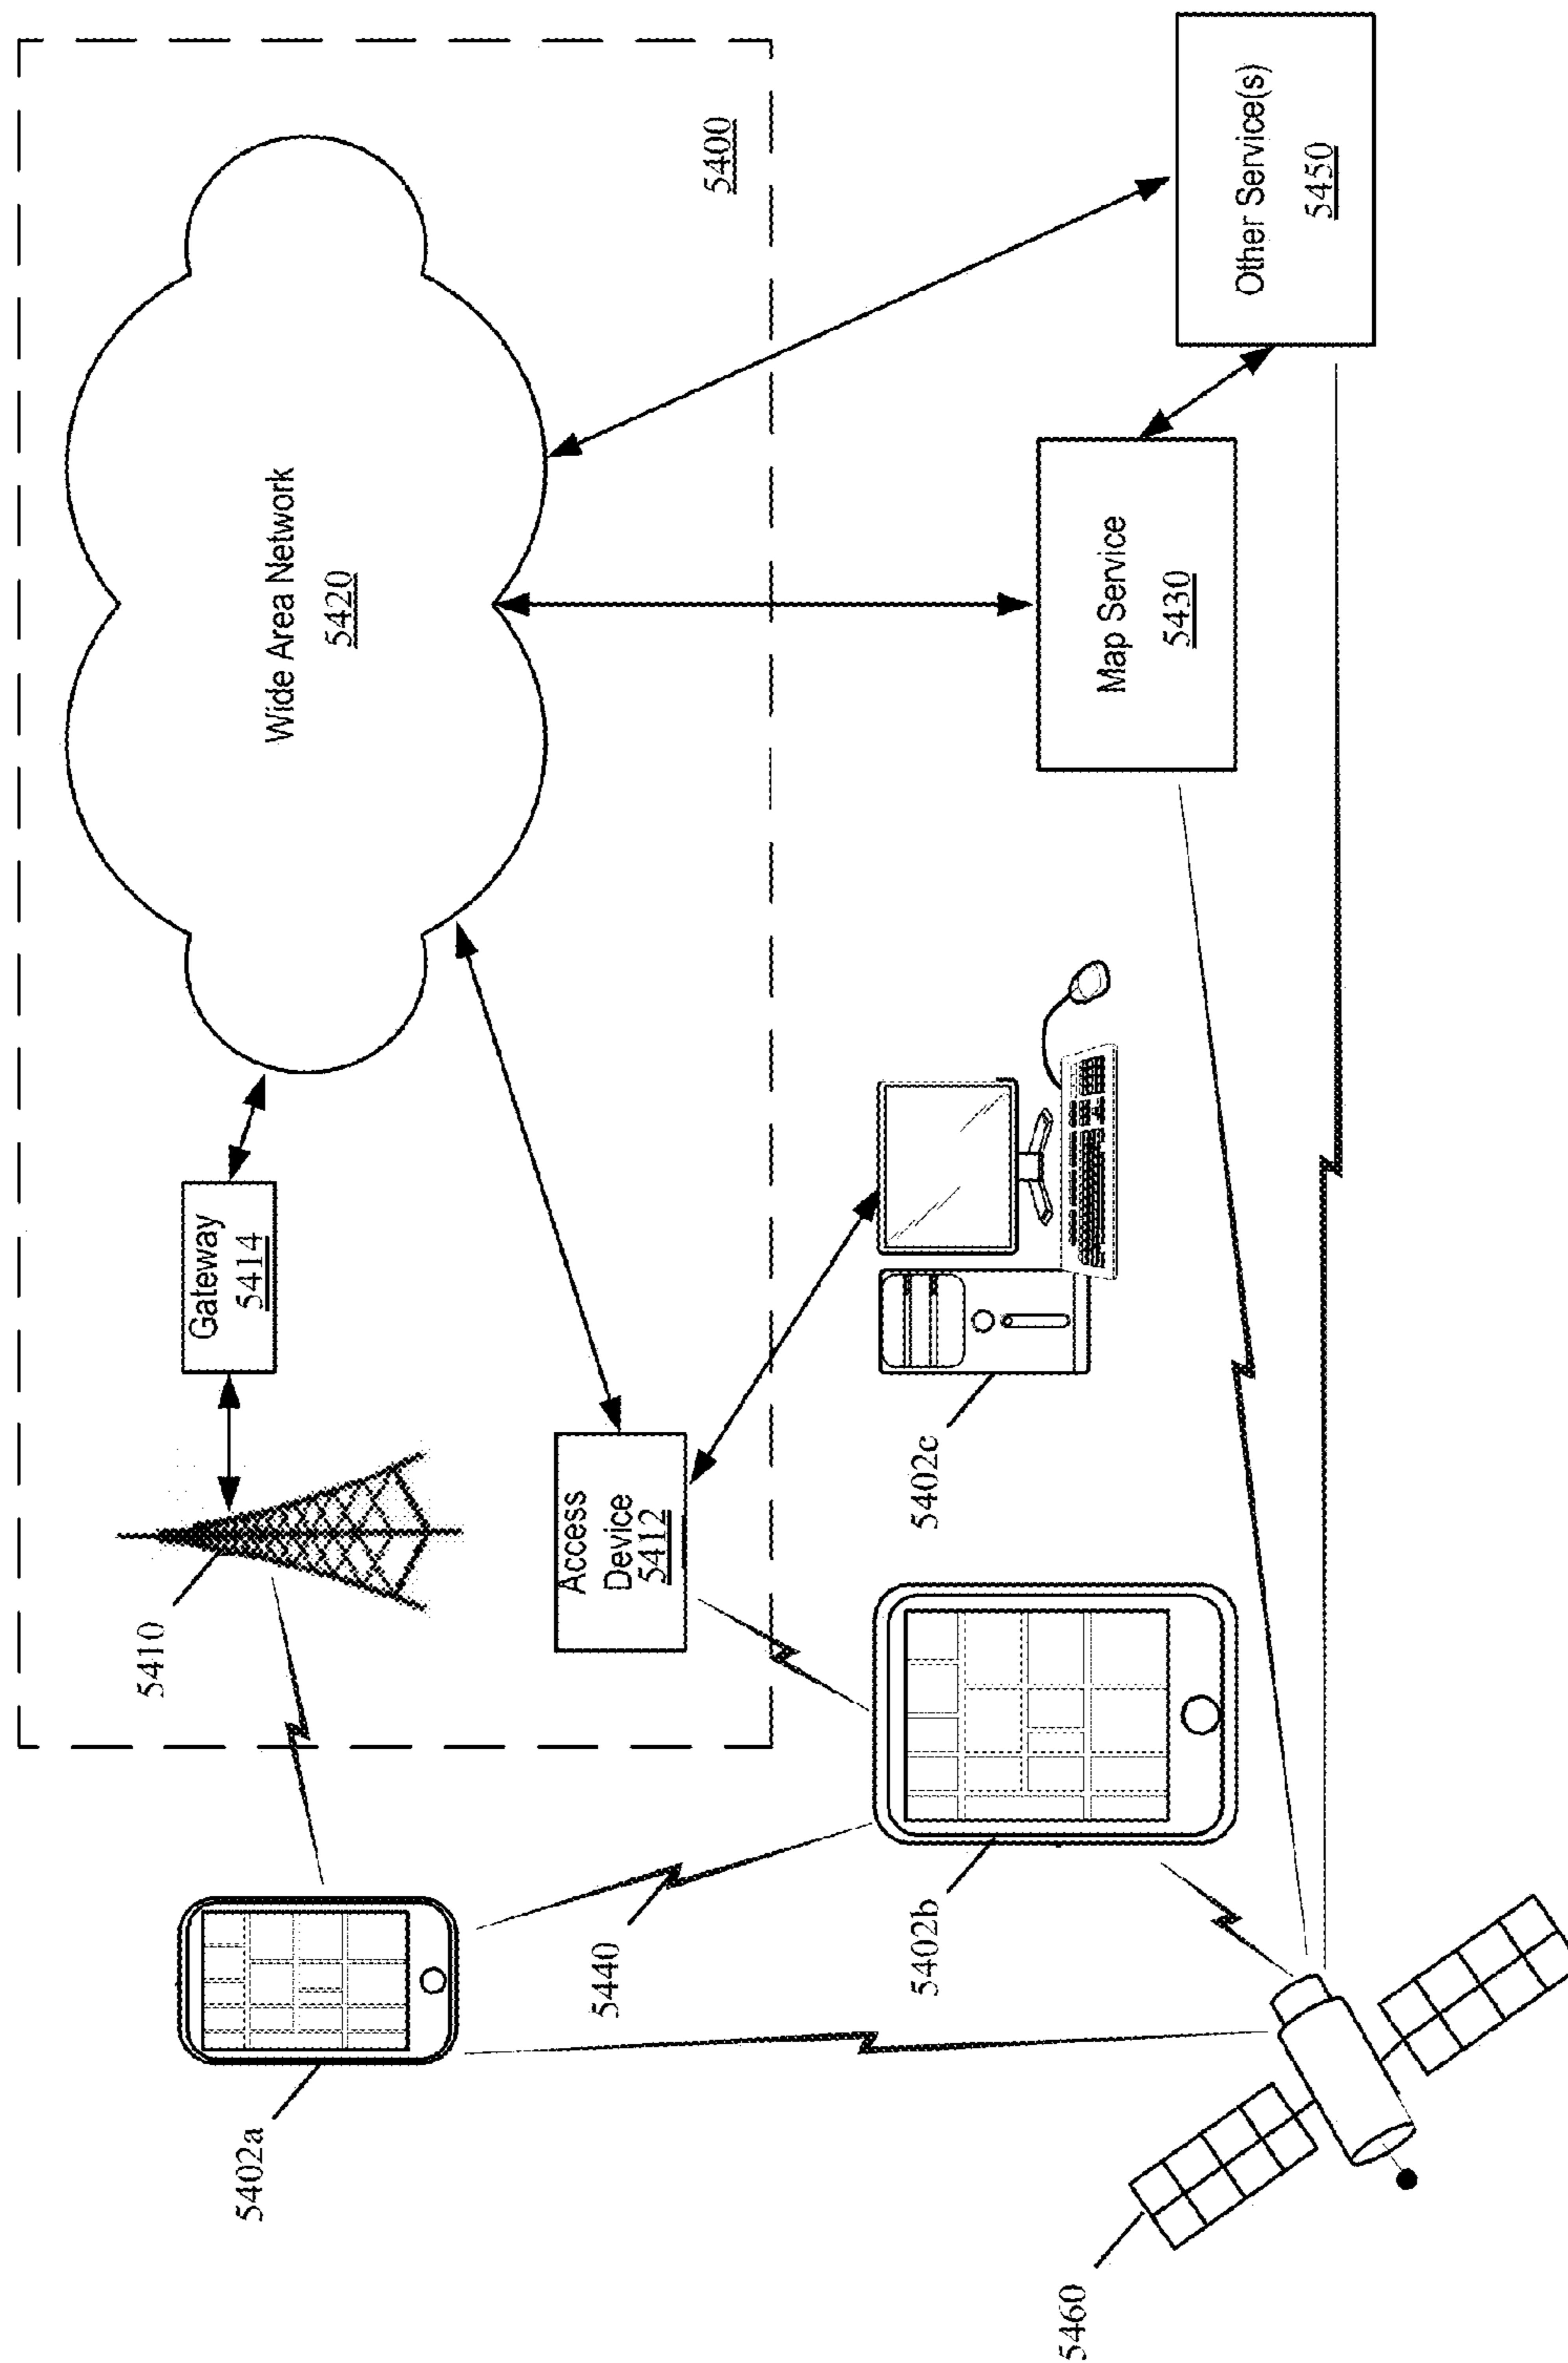 5402a
5410
Gateway
5414
Wide Area Network
5420
5440
Access
Device
5412
5400
5402b
5402c
5460
Map Service
5430
Other Service(s)
5450